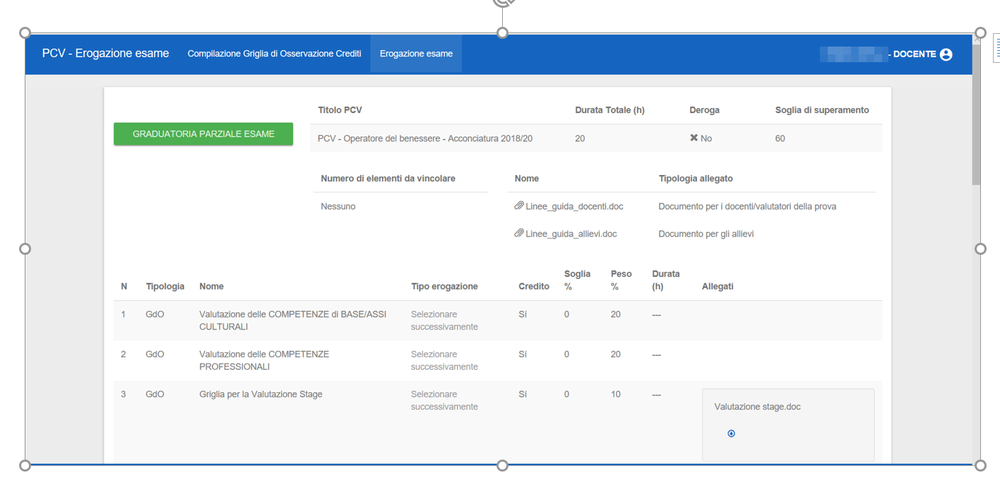 PCV - Erogazione esame Compilazione Griglia di Osservazione Crediti Erogazione esame - DOCENTE
GRADUATORIA PARZIALE ESAME
Titolo PCV Durata Totale (h) Deroga Soglia di superamento
PCV - Operatore del benessere - Acconciatura 2018/20 20 No 60
Numero di elementi da vincolare Nome Tipologia allegato
Nessuno Linee_guida_docenti.doc Documento per i docenti/valutatori della prova
Linee_guida_allievi.doc Documento per gli allievi
N Tipologia Nome Tipo erogazione Credito Soglia % Peso % Durata (h) Allegati
1 GdO Valutazione delle COMPETENZE di BASE/ASSI Selezionare Si 0 20 ---
CULTURALI successivamente
2 GdO Valutazione delle COMPETENZE Selezionare Si 0 20 ---
PROFESSIONALI successivamente
3 GdO Griglia per la Valutazione Stage Selezionare Si 0 10 ---
successivamente Valutazione stage.doc